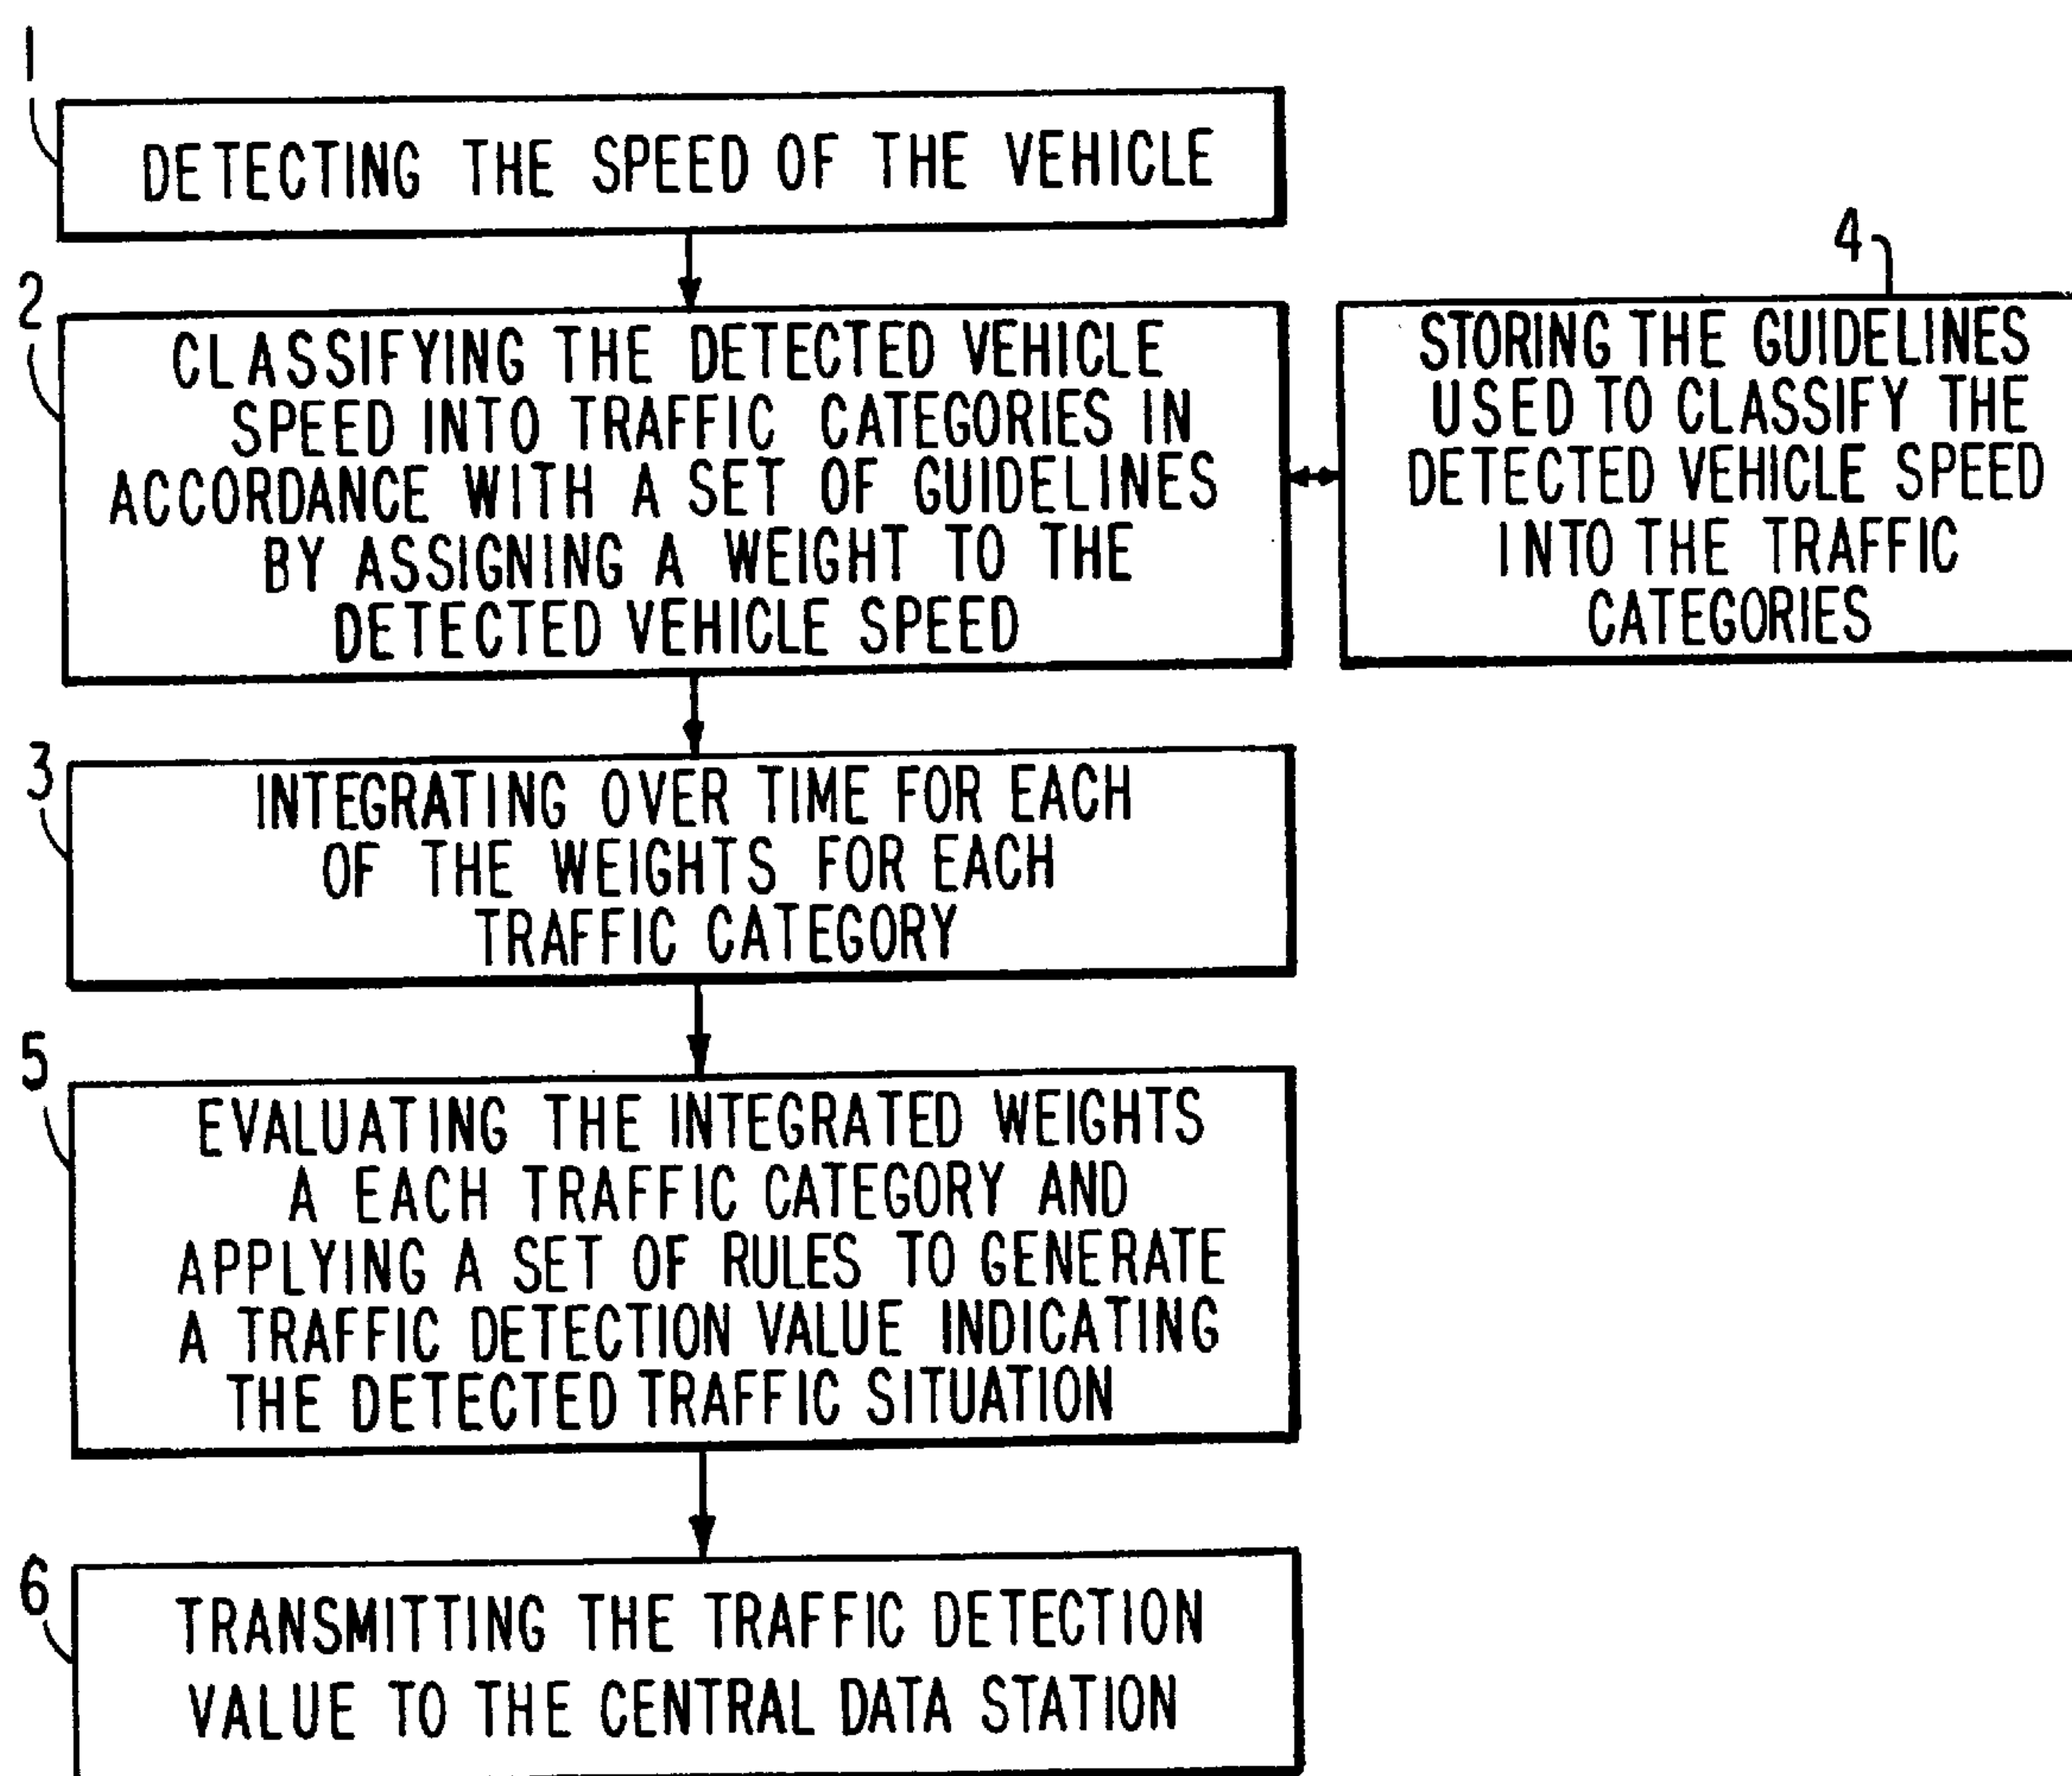 1
DETECTING THE SPEED OF THE VEHICLE
2
CLASSIFYING THE DETECTED VEHICLE
SPEED INTO TRAFFIC CATEGORIES IN
ACCORDANCE WITH A SET OF GUIDELINES
BY ASSIGNING A WEIGHT TO THE
DETECTED VEHICLE SPEED
4
STORING THE GUIDELINES
USED TO CLASSIFY THE
DETECTED VEHICLE SPEED
INTO THE TRAFFIC
CATEGORIES
3
INTEGRATING OVER TIME FOR EACH
OF THE WEIGHTS FOR EACH
TRAFFIC CATEGORY
5
EVALUATING THE INTEGRATED WEIGHTS
A EACH TRAFFIC CATEGORY AND
APPLYING A SET OF RULES TO GENERATE
A TRAFFIC DETECTION VALUE INDICATING
THE DETECTED TRAFFIC SITUATION
6
TRANSMITTING THE TRAFFIC DETECTION
VALUE TO THE CENTRAL DATA STATION